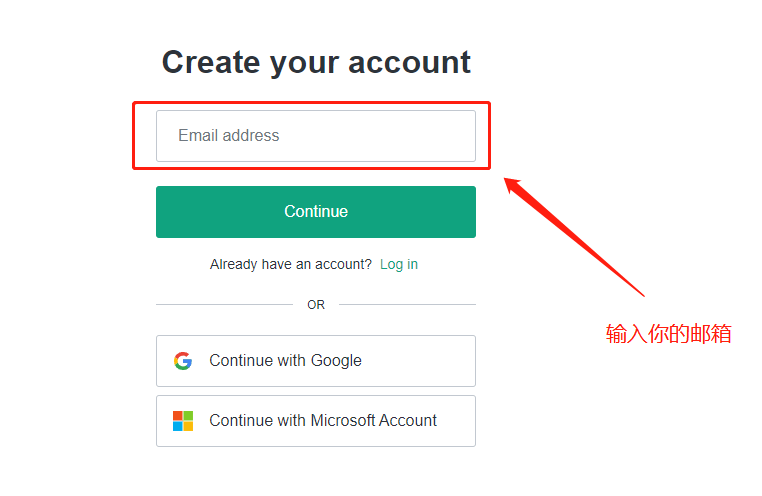 Create your account
Email address
Continue
Already have an account? Log in
OR
输入你的邮箱
Continue with Google
Continue with Microsoft Account